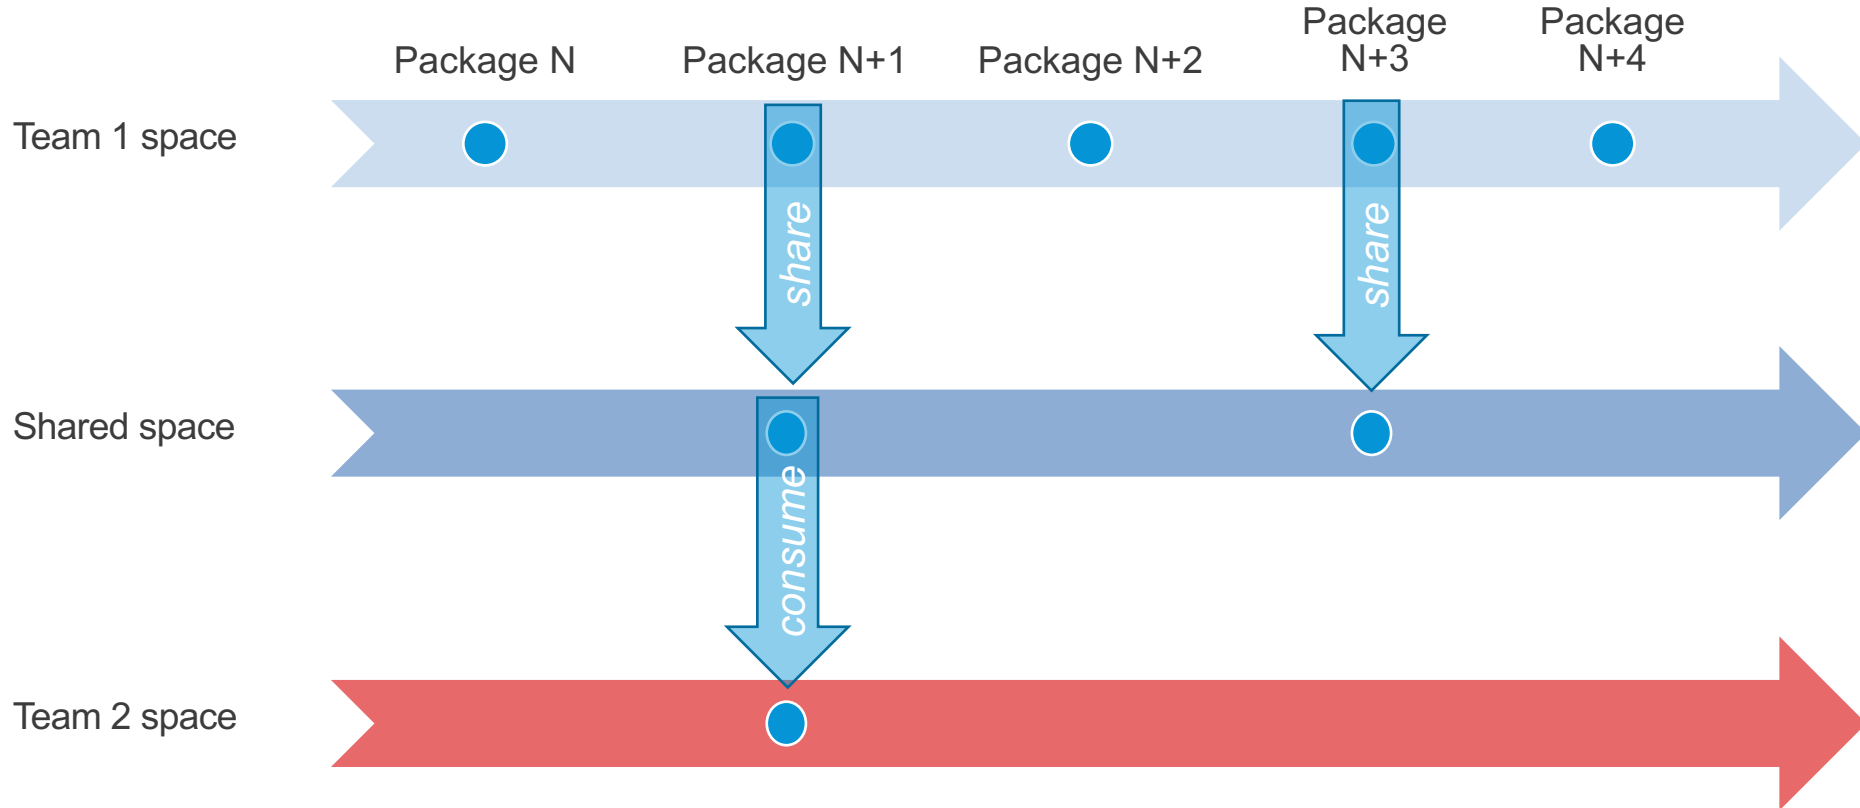 Package N
Package N+1
Package N+2
Package
N+3
Package
N+4
Team 1 space
share
share
Shared space
consume
Team 2 space